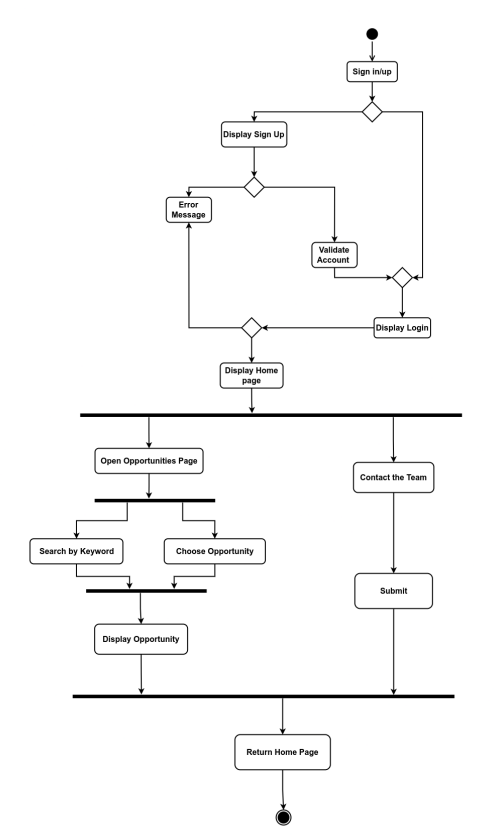 Sign in/up
Display Sign Up
Error
Message
Validate
Account
Display Login
Display Home
page
Open Opportunities Page
Contact the Team
Search by Keyword
Choose Opportunity
Submit
Display Opportunity
Return Home Page